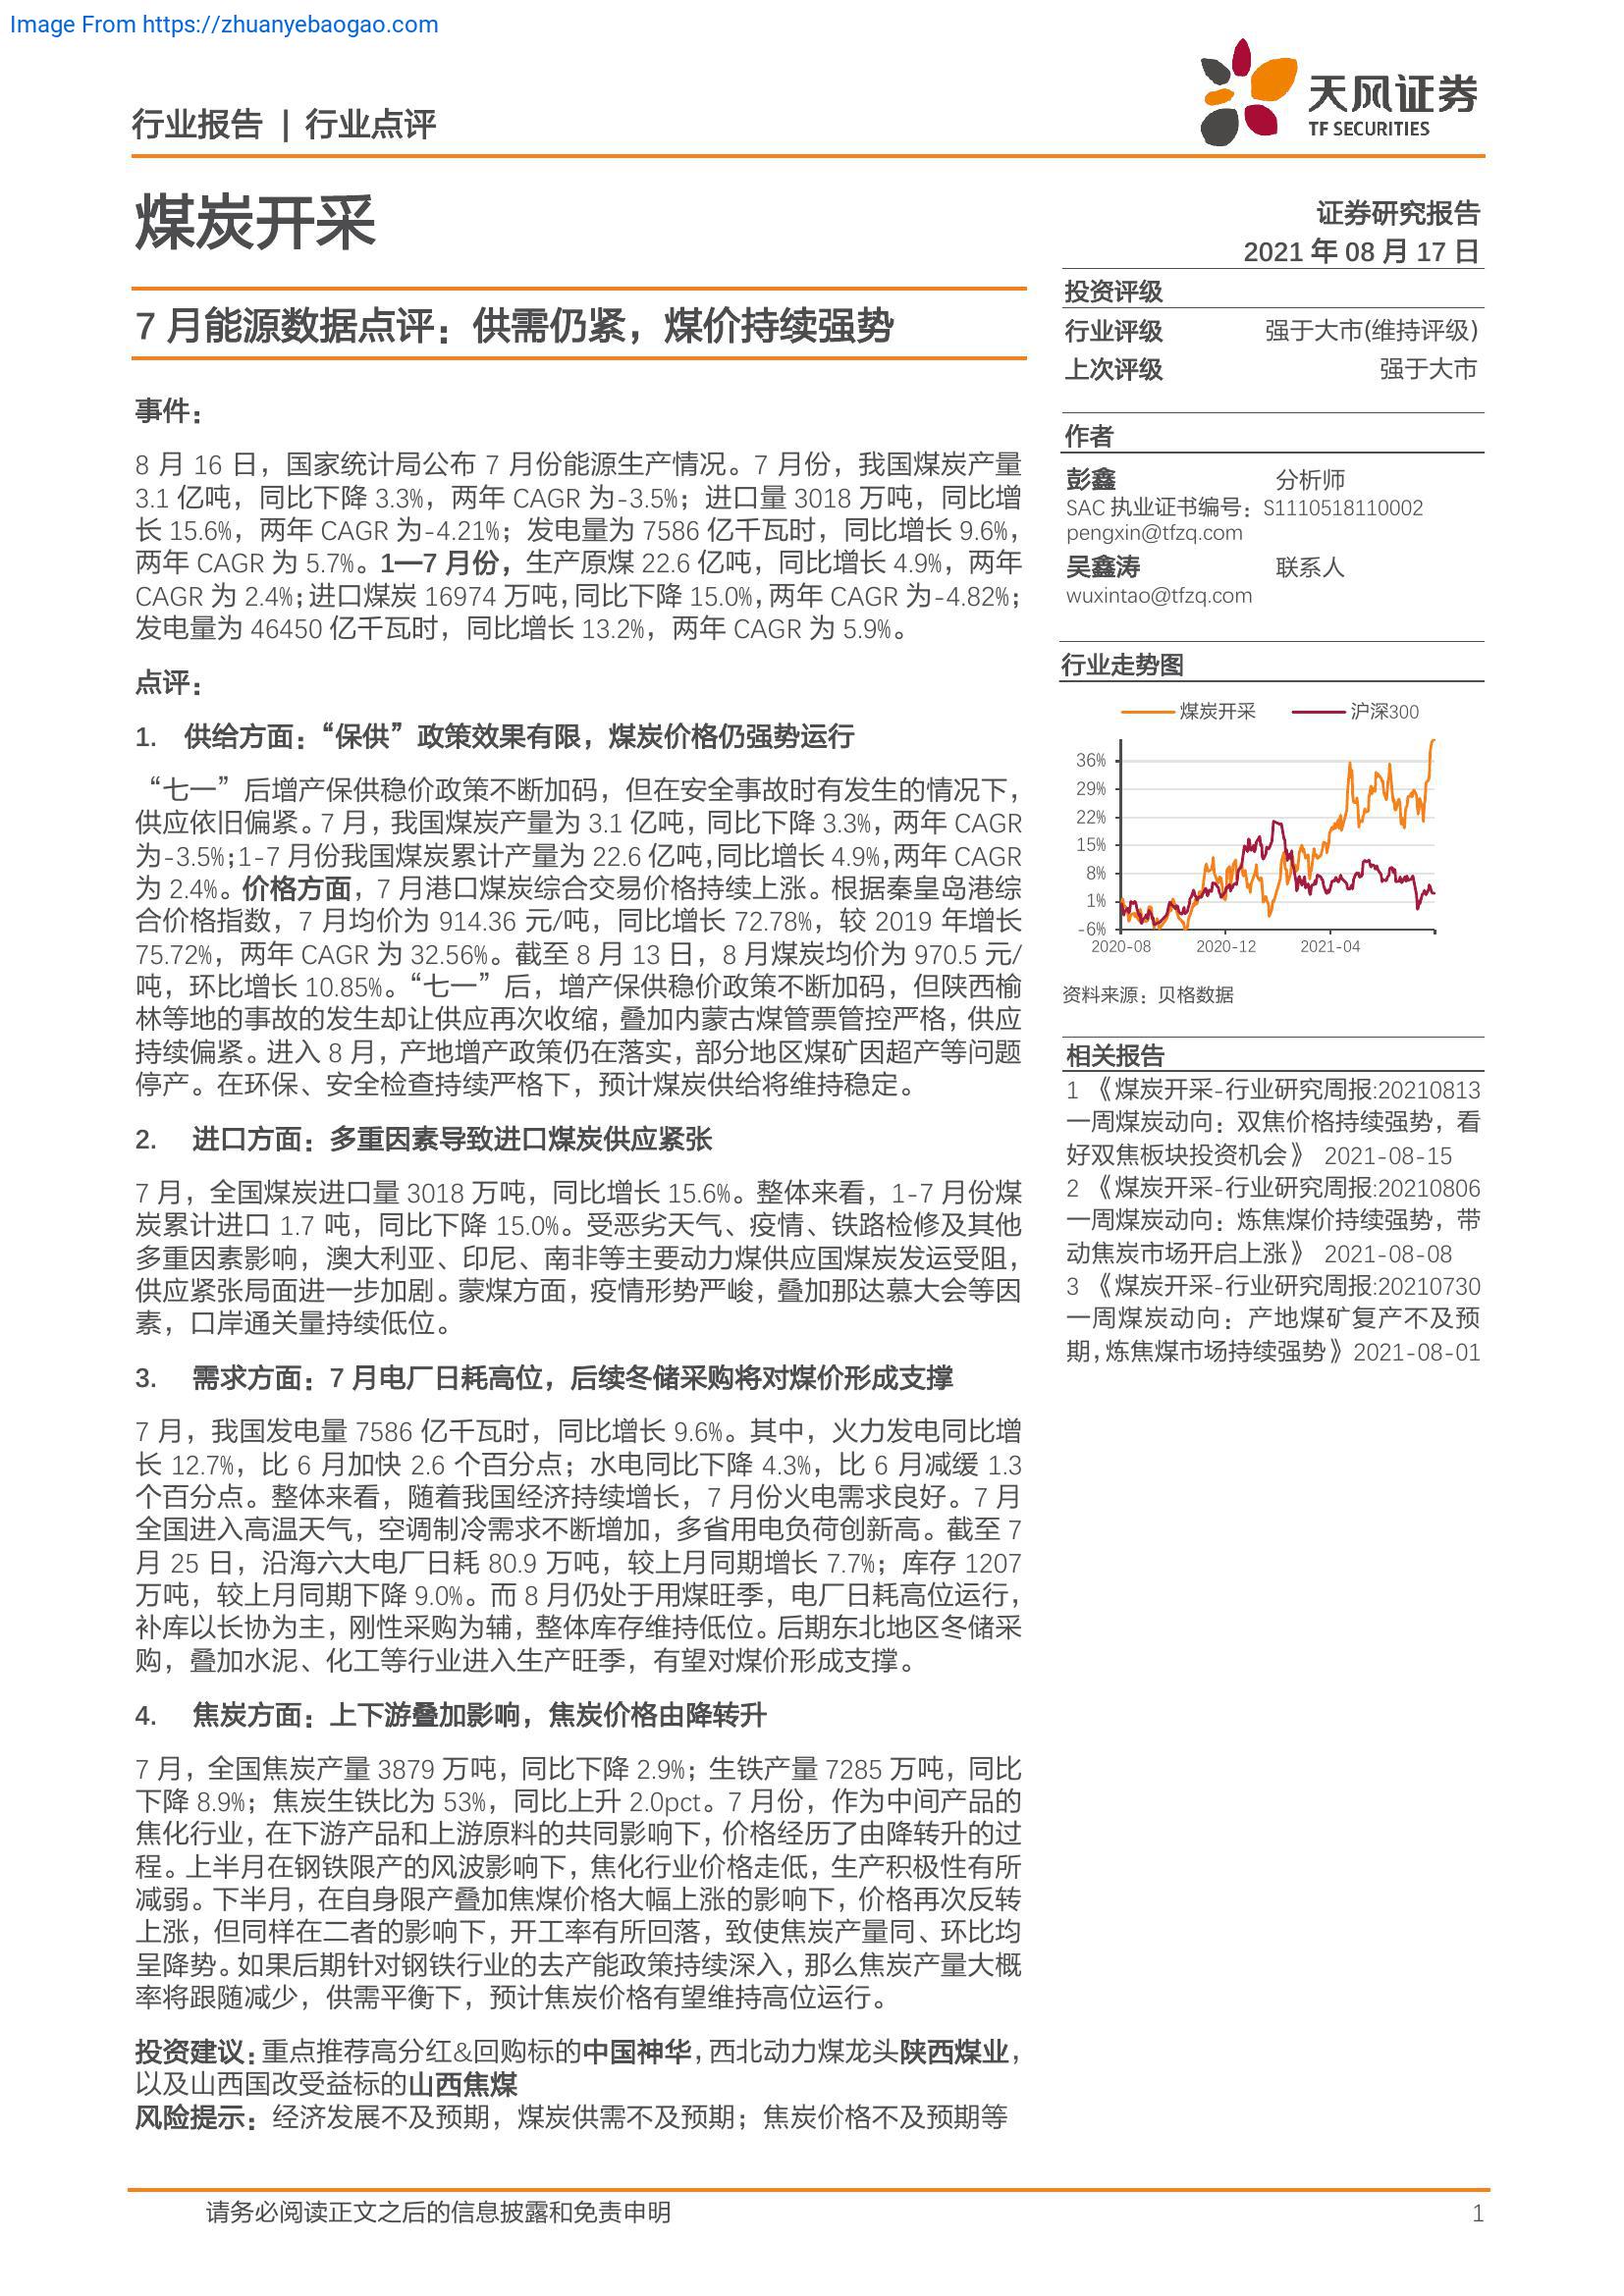 Image From https://zhuanyebaogao.com
行业报告 | 行业点评
天风证券
TF SECURITIES
煤炭开采
证券研究报告
2021 年 08 月 17 日
7 月能源数据点评：供需仍紧，煤价持续强势
事件：
8 月 16 日，国家统计局公布 7 月份能源生产情况。7 月份，我国煤炭产量
3.1 亿吨，同比下降 3.3%，两年 CAGR 为-3.5%；进口量 3018 万吨，同比增
长 15.6%，两年 CAGR 为-4.21%；发电量为 7586 亿千瓦时，同比增长 9.6%，
两年 CAGR 为 5.7%。1—7 月份，生产原煤 22.6 亿吨，同比增长 4.9%，两年
CAGR 为 2.4%；进口煤炭 16974 万吨，同比下降 15.0%，两年 CAGR 为-4.82%；
发电量为 46450 亿千瓦时，同比增长 13.2%，两年 CAGR 为 5.9%。
点评：
1. 供给方面：“保供”政策效果有限，煤炭价格仍强势运行
“七一”后增产保供稳价政策不断加码，但在安全事故时有发生的情况下，
供应依旧偏紧。7 月，我国煤炭产量为 3.1 亿吨，同比下降 3.3%，两年 CAGR
为-3.5%；1-7 月份我国煤炭累计产量为 22.6 亿吨，同比增长 4.9%，两年 CAGR
为 2.4%。价格方面，7 月港口煤炭综合交易价格持续上涨。根据秦皇岛港综
合价格指数，7 月均价为 914.36 元/吨，同比增长 72.78%，较 2019 年增长
75.72%，两年 CAGR 为 32.56%。截至 8 月 13 日，8 月煤炭均价为 970.5 元/
吨，环比增长 10.85%。“七一”后，增产保供稳价政策不断加码，但陕西榆
林等地的事故的发生却让供应再次收缩，叠加内蒙古煤管票管控严格，供应
持续偏紧。进入 8 月，产地增产政策仍在落实，部分地区煤矿因超产等问题
停产。在环保、安全检查持续严格下，预计煤炭供给将维持稳定。
2. 进口方面：多重因素导致进口煤炭供应紧张
7 月，全国煤炭进口量 3018 万吨，同比增长 15.6%。整体来看，1-7 月份煤
炭累计进口 1.7 吨，同比下降 15.0%。受恶劣天气、疫情、铁路检修及其他
多重因素影响，澳大利亚、印尼、南非等主要动力煤供应国煤炭发运受阻，
供应紧张局面进一步加剧。蒙煤方面，疫情形势严峻，叠加那达慕大会等因
素，口岸通关量持续低位。
3. 需求方面：7 月电厂日耗高位，后续冬储采购将对煤价形成支撑
7 月，我国发电量 7586 亿千瓦时，同比增长 9.6%。其中，火力发电同比增
长 12.7%，比 6 月加快 2.6 个百分点；水电同比下降 4.3%，比 6 月减缓 1.3
个百分点。整体来看，随着我国经济持续增长，7 月份火电需求良好。7 月
全国进入高温天气，空调制冷需求不断增加，多省用电负荷创新高。截至 7
月 25 日，沿海六大电厂日耗 80.9 万吨，较上月同期增长 7.7%；库存 1207
万吨，较上月同期下降 9.0%。而 8 月仍处于用煤旺季，电厂日耗高位运行，
补库以长协为主，刚性采购为辅，整体库存维持低位。后期东北地区冬储采
购，叠加水泥、化工等行业进入生产旺季，有望对煤价形成支撑。
4. 焦炭方面：上下游叠加影响，焦炭价格由降转升
7 月，全国焦炭产量 3879 万吨，同比下降 2.9%；生铁产量 7285 万吨，同比
下降 8.9%；焦炭生铁比为 53%，同比上升 2.0pct。7 月份，作为中间产品的
焦化行业，在下游产品和上游原料的共同影响下，价格经历了由降转升的过
程。上半月在钢铁限产的风波影响下，焦化行业价格走低，生产积极性有所
减弱。下半月，在自身限产叠加焦煤价格大幅上涨的影响下，价格再次反转
上涨，但同样在二者的影响下，开工率有所回落，致使焦炭产量同、环比均
呈降势。如果后期针对钢铁行业的去产能政策持续深入，那么焦炭产量大概
率将跟随减少，供需平衡下，预计焦炭价格有望维持高位运行。
投资建议：重点推荐高分红&回购标的中国神华，西北动力煤龙头陕西煤业，
以及山西国改受益标的山西焦煤
风险提示：经济发展不及预期，煤炭供需不及预期；焦炭价格不及预期等
投资评级
行业评级 强于大市(维持评级)
上次评级 强于大市
作者
彭鑫 分析师
SAC 执业证书编号：S1110518110002
pengxin@tfzq.com
吴鑫涛 联系人
wuxintao@tfzq.com
行业走势图
煤炭开采 沪深300
36%
29%
22%
15%
8%
1%
-6%
2020-08 2020-12 2021-04
资料来源：贝格数据
相关报告
1 《煤炭开采-行业研究周报:20210813
一周煤炭动向：双焦价格持续强势，看
好双焦板块投资机会》 2021-08-15
2 《煤炭开采-行业研究周报:20210806
一周煤炭动向：炼焦煤价持续强势，带
动焦炭市场开启上涨》 2021-08-08
3 《煤炭开采-行业研究周报:20210730
一周煤炭动向：产地煤矿复产不及预
期，炼焦煤市场持续强势》2021-08-01
请务必阅读正文之后的信息披露和免责申明 1